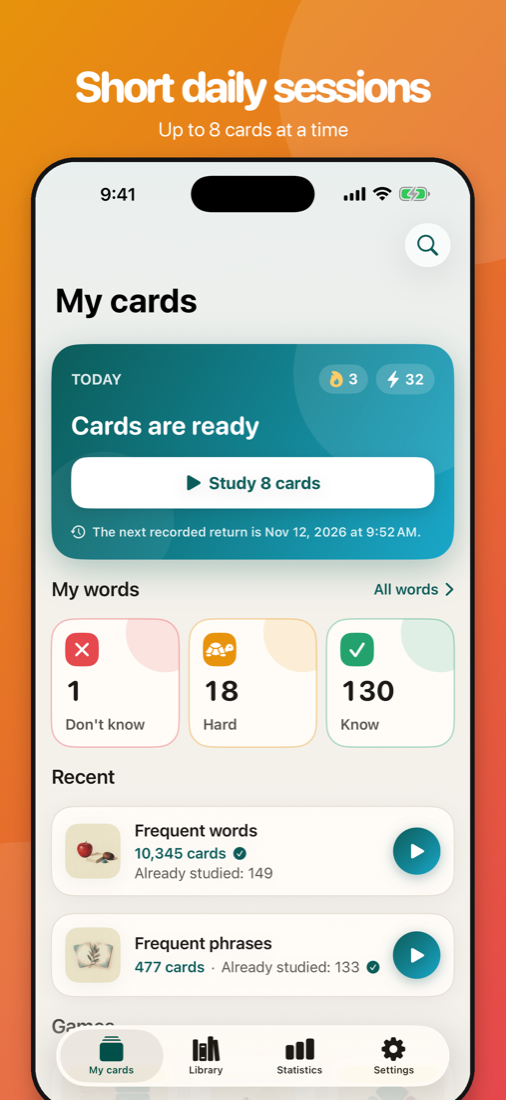 Short daily sessions
Up to 8 cards at a time
9:41
My cards
TODAY
3
32
Cards are ready
Study 8 cards
The next recorded return is Nov 12, 2026 at 9:52 AM.
My words
All words
1
18
130
Don't know
Hard
Know
Recent
Frequent words
10,345 cards
Already studied: 149
Frequent phrases
477 cards · Already studied: 133
Games
My cards
Library
Statistics
Settings